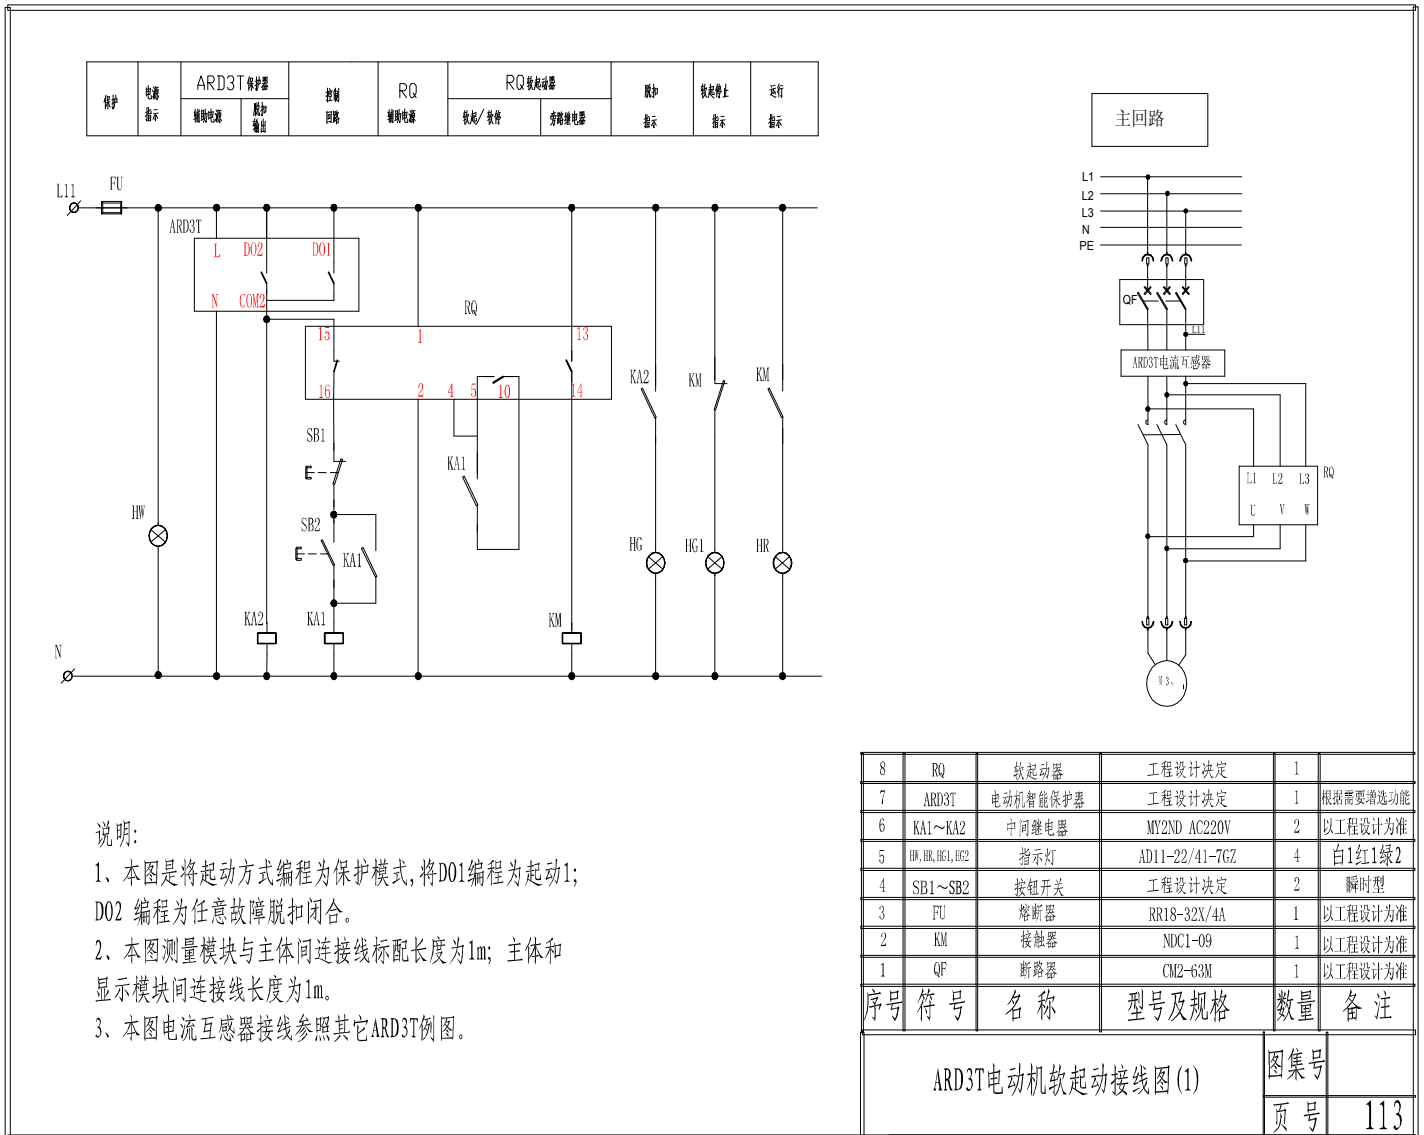 保护
电源
指示
ARD3T保护器
辅助电源
脱扣
输出
控制
回路
RQ
辅助电源
RQ软起动器
软起/软停
旁路继电器
脱扣
指示
软起停止
指示
运行
指示
主回路
L11
FU
ARD3T
L
DO2
DO1
N
COM2
RQ
15
1
13
16
2
4
5
10
14
KA2
KM
KM
SB1
KA1
HW
SB2
KA1
HG
HG1
HR
KA2
KA1
KM
N
L1
L2
L3
N
PE
QF
L11
ARD3T电流互感器
RQ
L1 L2 L3
U V W
M 3~
说明:
1、本图是将起动方式编程为保护模式,将DO1编程为起动1;
DO2 编程为任意故障脱扣闭合。
2、本图测量模块与主体间连接线标配长度为1m; 主体和
显示模块间连接线长度为1m。
3、本图电流互感器接线参照其它ARD3T例图。
8 RQ 软起动器 工程设计决定 1
7 ARD3T 电动机智能保护器 工程设计决定 1 根据需要增选功能
6 KA1～KA2 中间继电器 MY2ND AC220V 2 以工程设计为准
5 HW,HR,HG1,HG2 指示灯 AD11-22/41-7GZ 4 白1红1绿2
4 SB1～SB2 按钮开关 工程设计决定 2 瞬时型
3 FU 熔断器 RR18-32X/4A 1 以工程设计为准
2 KM 接触器 NDC1-09 1 以工程设计为准
1 QF 断路器 CM2-63M 1 以工程设计为准
序号 符号 名称 型号及规格 数量 备注
ARD3T电动机软起动接线图(1)
图集号
页号 113